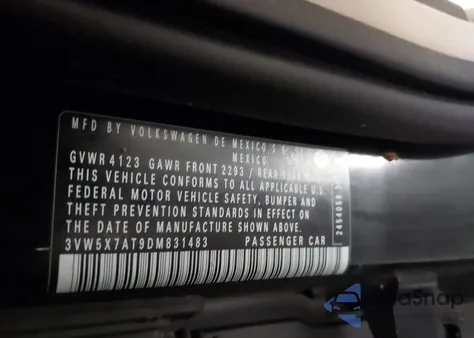 MFD BY VOLKSWAGEN DE MEXICO S
MEXICO
GVWR 4123 GAWR FRONT 2293 / REAR
THIS VEHICLE CONFORMS TO ALL APPLICABLE U.S.
FEDERAL MOTOR VEHICLE SAFETY, BUMPER AND
THEFT PREVENTION STANDARDS IN EFFECT ON
THE DATE OF MANUFACTURE SHOWN ABOVE.
3VW5X7AT9DM831483 PASSENGER CAR